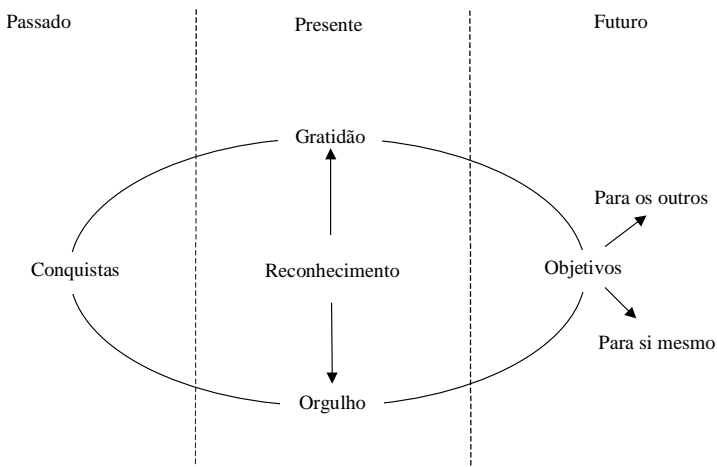 Passado
Presente
Futuro
Gratidão
Para os outros
Conquistas
Reconhecimento
Objetivos
Para si mesmo
Orgulho